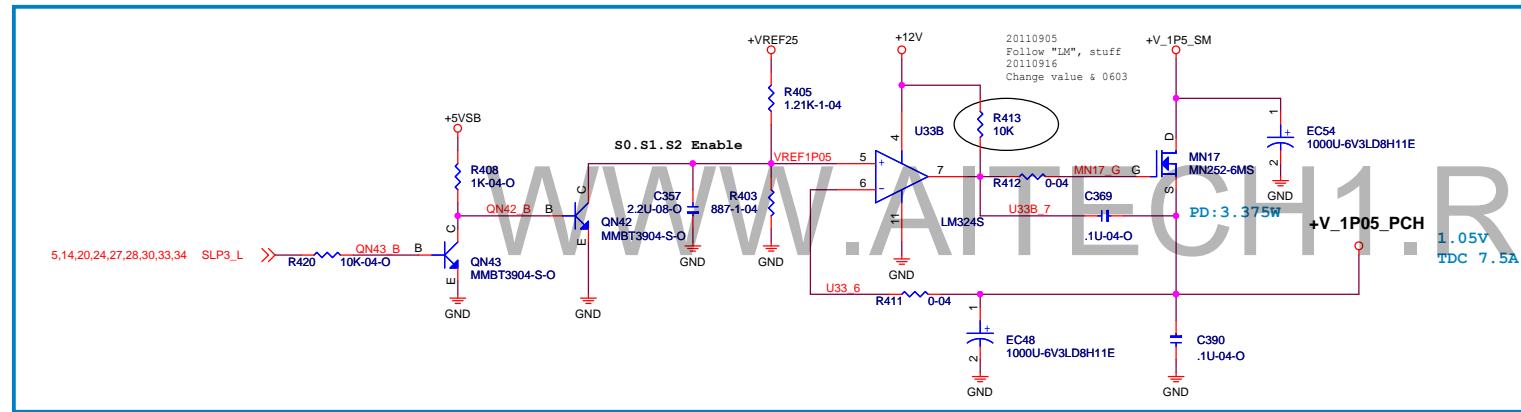 20110905
Follow "LM", stuff
20110916
Change value & 0603
+VREF25
+12V
+V_1P5_SM
R405
1.21K-1-04
+5VSB
U33B
R413
10K
EC54
1000U-6V3LD8H11E
1
2
GND
S0.S1.S2 Enable
VREF1P05
5
+
4
6
-
7
11
LM324S
GND
R408
1K-04-O
R412
0-04
MN17_G
G
D
S
MN17
MN252-6MS
PD:3.375W
C357
2.2U-08-O
GND
R403
887-1-04
GND
U33B_7
C369
.1U-04-O
QN42_B
B
C
E
QN42
MMBT3904-S-O
GND
5,14,20,24,27,28,30,33,34
SLP3_L
R420
10K-04-O
QN43_B
B
C
E
QN43
MMBT3904-S-O
GND
+V_1P05_PCH
1.05V
TDC 7.5A
U33_6
R411
0-04
1
2
EC48
1000U-6V3LD8H11E
GND
C390
.1U-04-O
GND
WWW.AITECH1.R